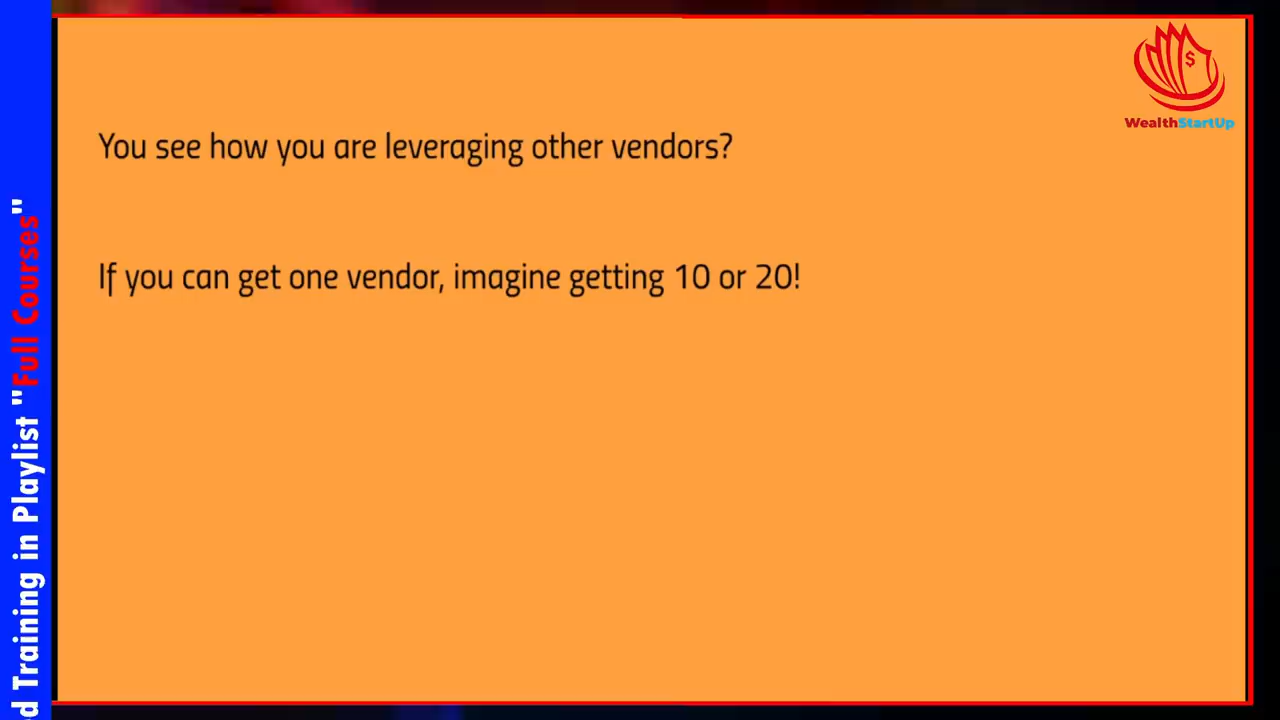 WealthStartUp
You see how you are leveraging other vendors?
If you can get one vendor, imagine getting 10 or 20!
Training in Playlist "Full Courses"